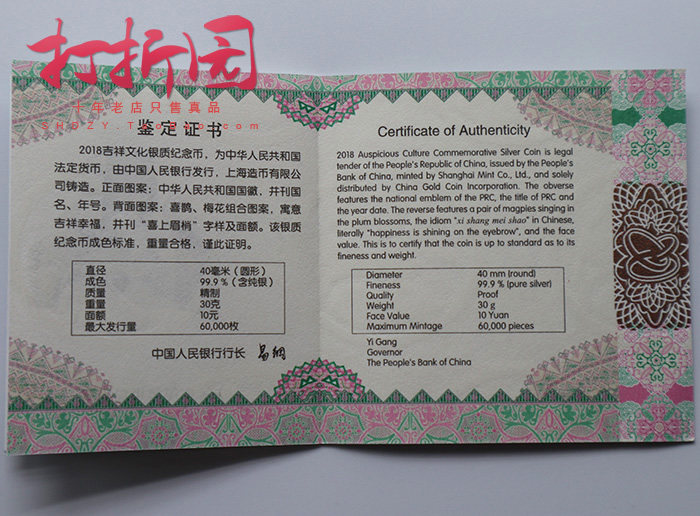 打折园
十年老店只售真品
SHSZY.Taobao.com
鉴定证书
2018吉祥文化银质纪念币，为中华人民共和国
法定货币，由中国人民银行发行，上海造币有限公
司铸造。正面图案：中华人民共和国国徽，并刊国
名、年号。背面图案：喜鹊、梅花组合图案，寓意
吉祥幸福，并刊“喜上眉梢”字样及面额。该银质
纪念币成色标准，重量合格，谨此证明。
直径 40毫米（圆形）
成色 99.9％（含纯银）
质量 精制
重量 30克
面额 10元
最大发行量 60,000枚
中国人民银行行长 易纲
Certificate of Authenticity
2018 Auspicious Culture Commemorative Silver Coin is legal
tender of the People's Republic of China, issued by the People's
Bank of China, minted by Shanghai Mint Co., Ltd., and solely
distributed by China Gold Coin Incorporation. The obverse
features the national emblem of the PRC, the title of PRC and
the year date. The reverse features a pair of magpies singing in
the plum blossoms, the idiom "xi shang mei shao" in Chinese,
literally "happiness is shining on the eyebrow", and the face
value. This is to certify that the coin is up to standard as to its
fineness and weight.
Diameter 40 mm (round)
Fineness 99.9 % (pure silver)
Quality Proof
Weight 30 g
Face Value 10 Yuan
Maximum Mintage 60,000 pieces
Yi Gang
Governor
The People's Bank of China